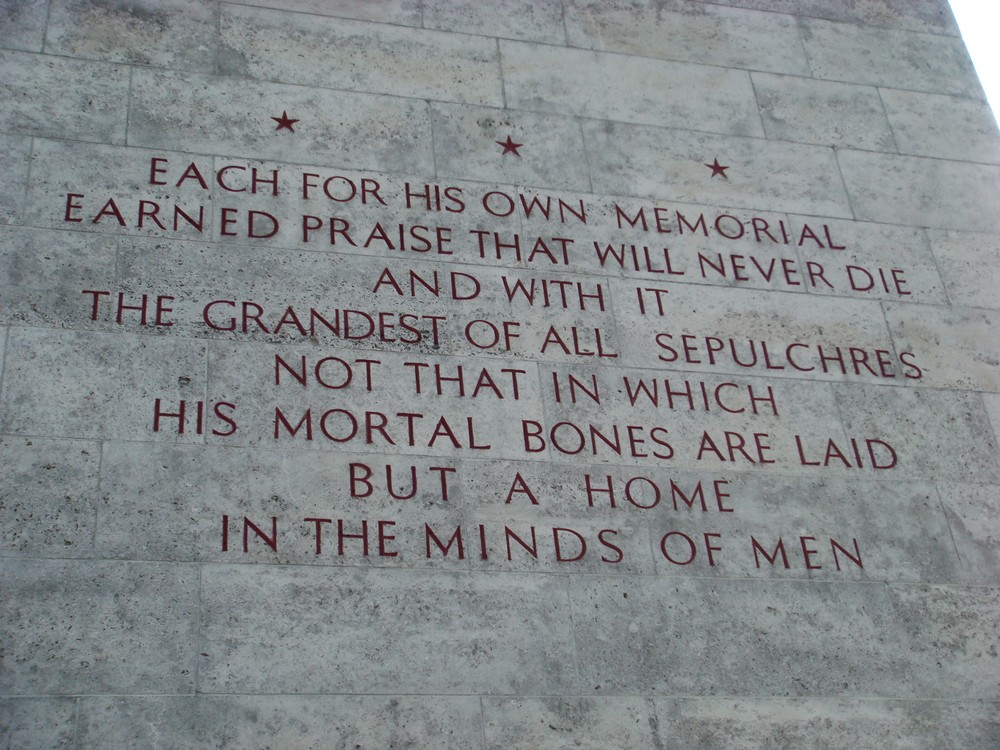 EACH FOR HIS OWN MEMORIAL
EARNED PRAISE THAT WILL NEVER DIE
AND WITH IT
THE GRANDEST OF ALL SEPULCHRES
NOT THAT IN WHICH
HIS MORTAL BONES ARE LAID
BUT A HOME
IN THE MINDS OF MEN